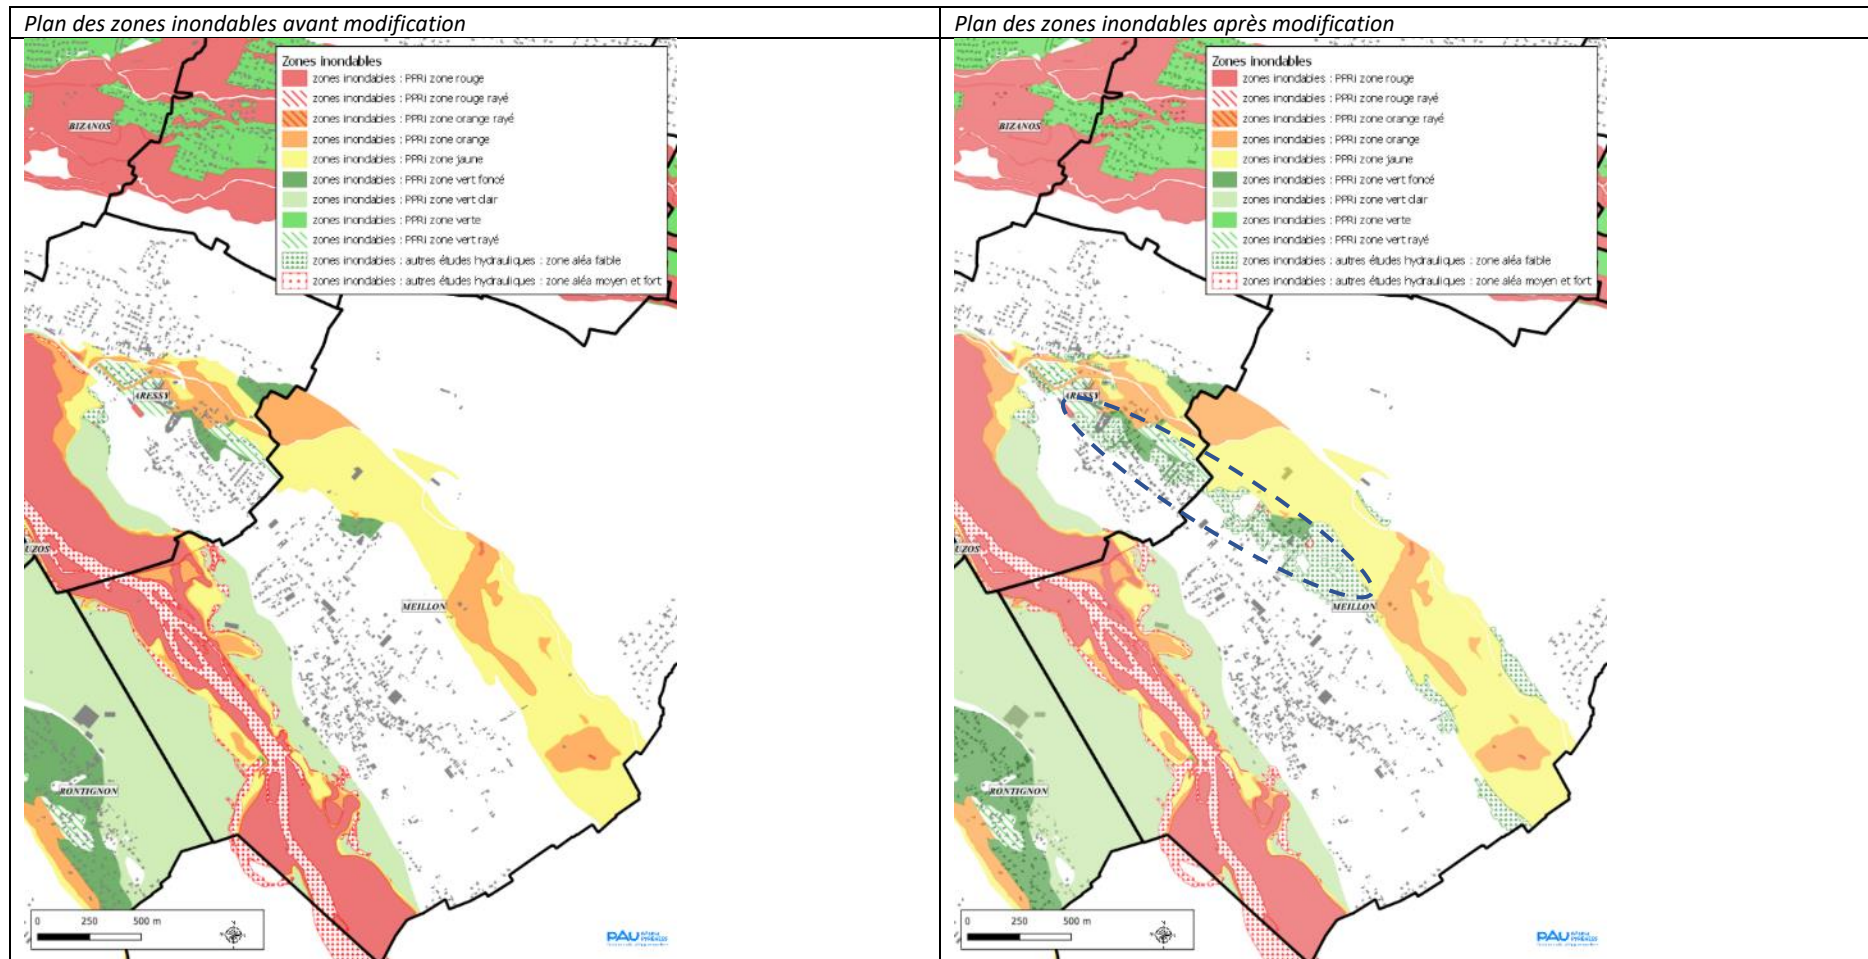 Plan des zones inondables avant modification
Zones inondables
zones inondables : PPRi zone rouge
zones inondables : PPRi zone rouge rayé
zones inondables : PPRi zone orange rayé
zones inondables : PPRi zone orange
zones inondables : PPRi zone jaune
zones inondables : PPRi zone vert foncé
zones inondables : PPRi zone vert clair
zones inondables : PPRi zone verte
zones inondables : PPRi zone vert rayé
zones inondables : autres études hydrauliques : zone aléa faible
zones inondables : autres études hydrauliques : zone aléa moyen et fort
BIZANOS
ARESSY
UZOS
MEILLON
RONTIGNON
0 250 500 m
PAU
Plan des zones inondables après modification
Zones inondables
zones inondables : PPRi zone rouge
zones inondables : PPRi zone rouge rayé
zones inondables : PPRi zone orange rayé
zones inondables : PPRi zone orange
zones inondables : PPRi zone jaune
zones inondables : PPRi zone vert foncé
zones inondables : PPRi zone vert clair
zones inondables : PPRi zone verte
zones inondables : PPRi zone vert rayé
zones inondables : autres études hydrauliques : zone aléa faible
zones inondables : autres études hydrauliques : zone aléa moyen et fort
BIZANOS
ARESSY
UZOS
MEILLON
RONTIGNON
0 250 500 m
PAU